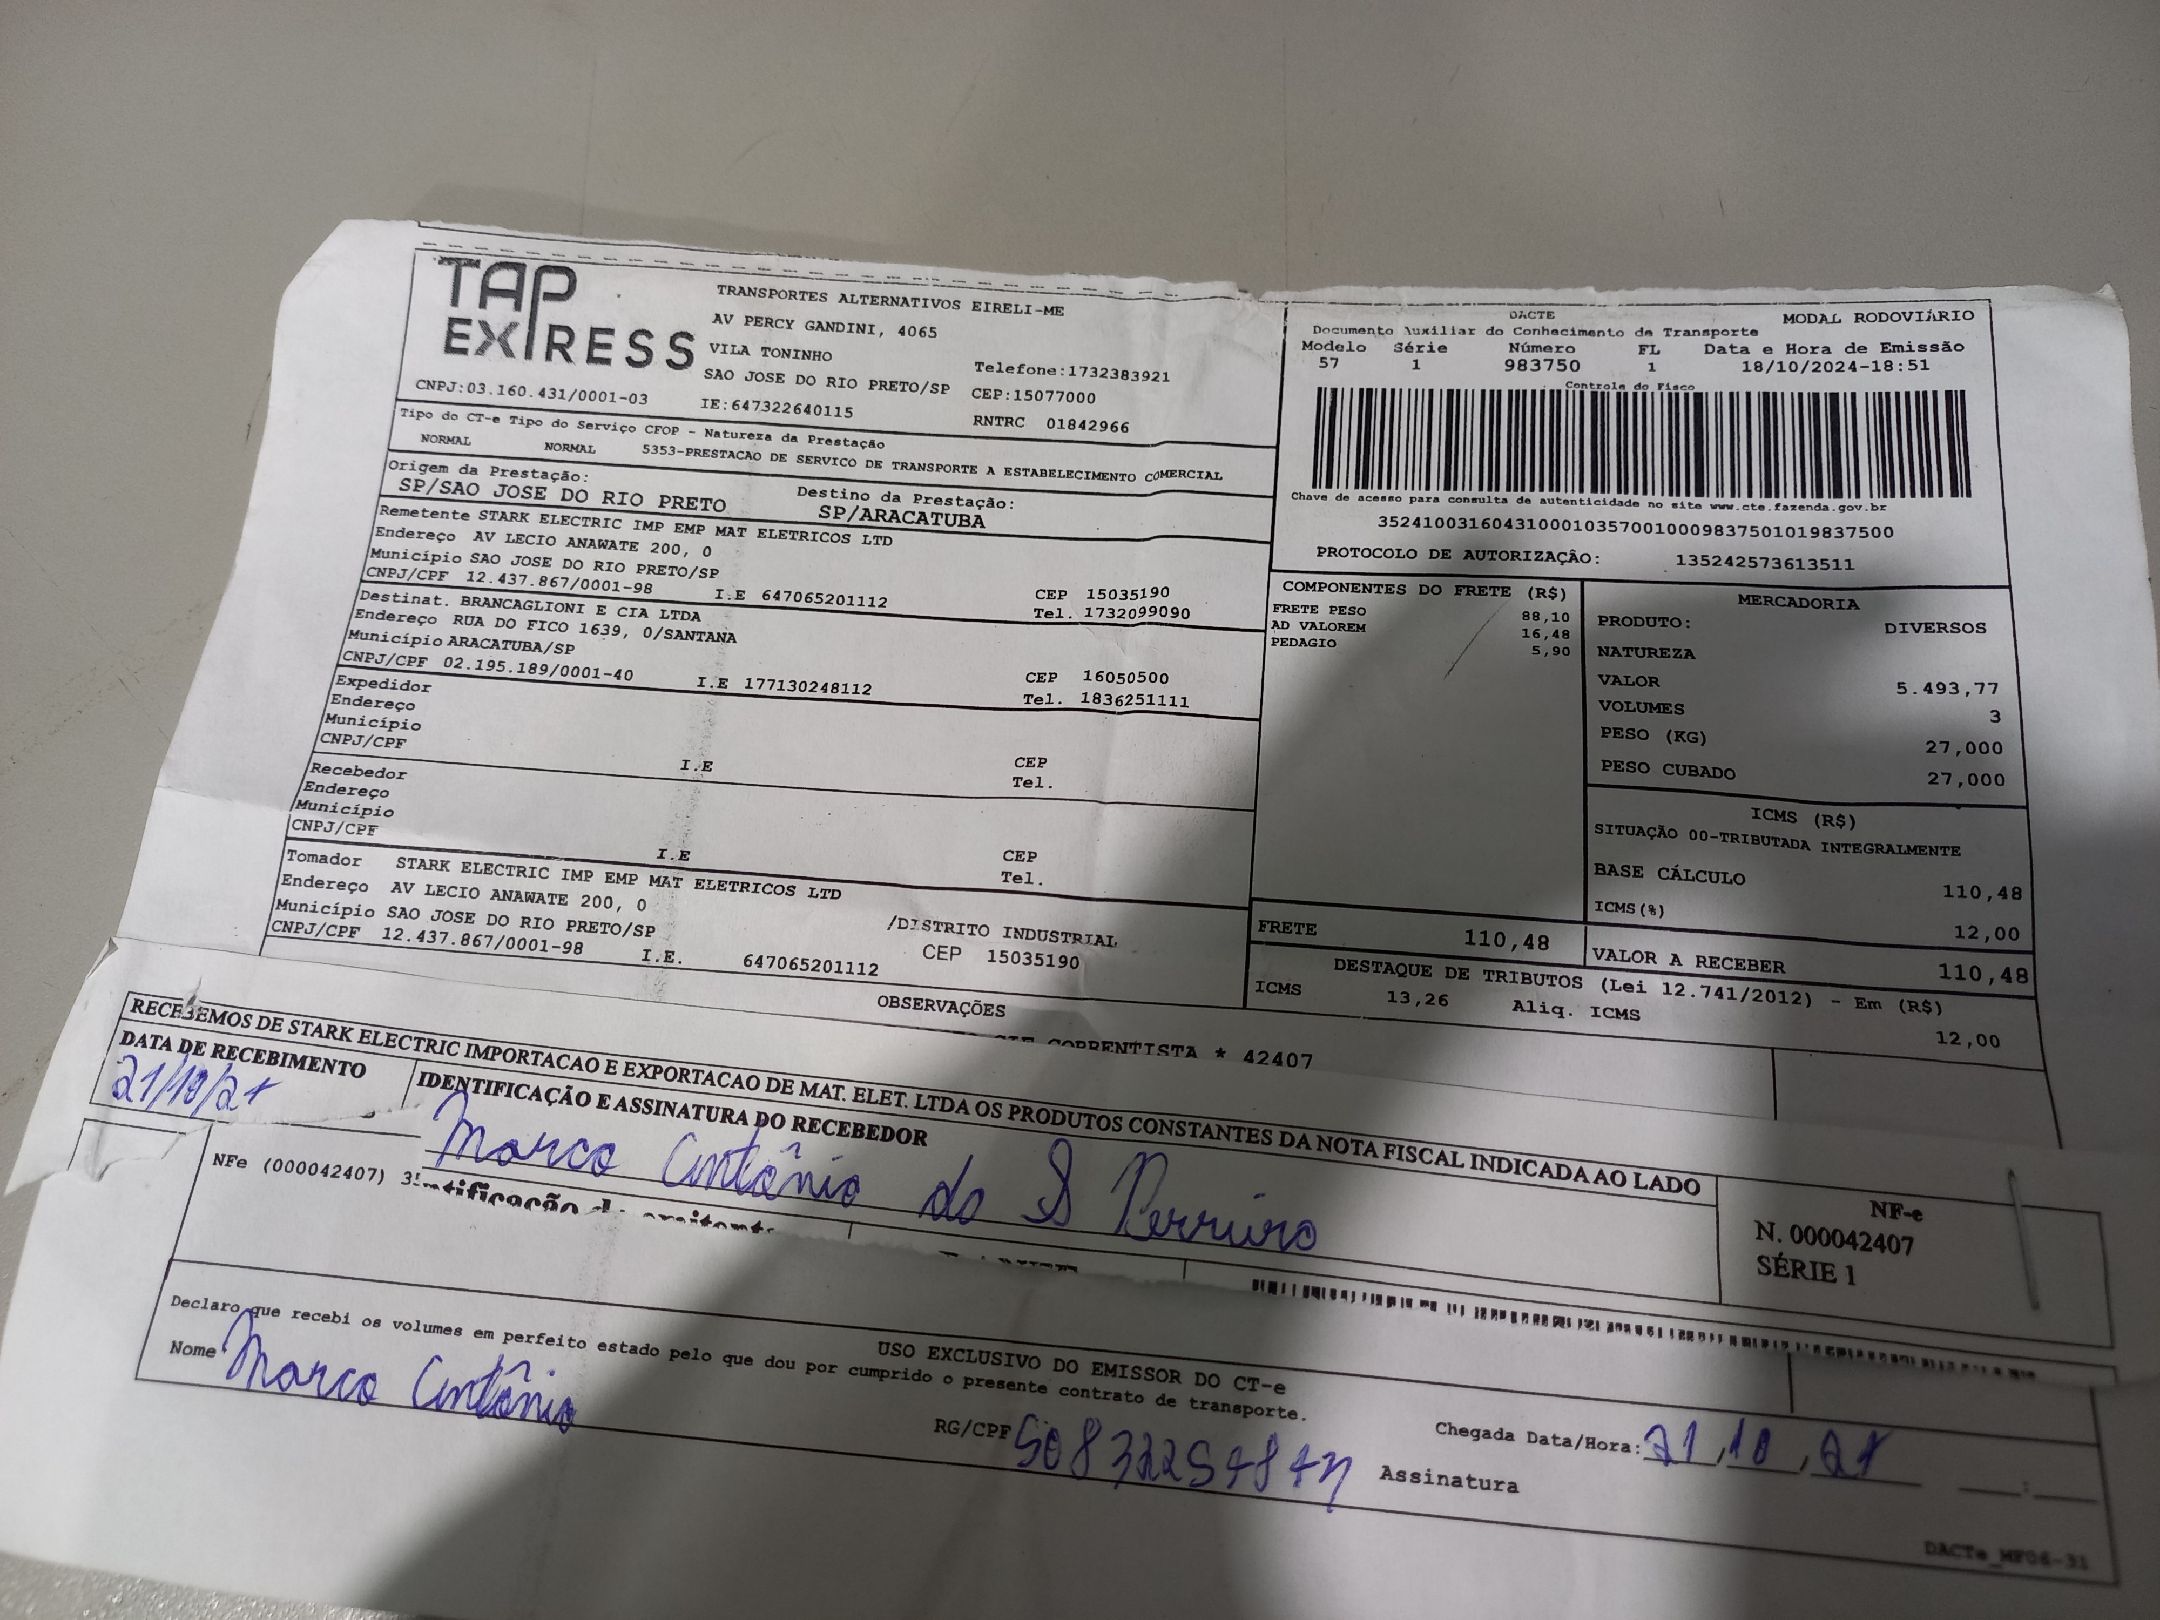 TAP EXPRESS
TRANSPORTES ALTERNATIVOS EIRELI-ME
AV PERCY GANDINI, 4065
VILA TONINHO
SAO JOSE DO RIO PRETO/SP
Telefone:1732383921
CEP:15077000
CNPJ:03.160.431/0001-03
IE:647322640115
RNTRC 01842966
Tipo do CT-e Tipo do Serviço CFOP - Natureza da Prestação
NORMAL NORMAL 5353-PRESTACAO DE SERVICO DE TRANSPORTE A ESTABELECIMENTO COMERCIAL
Origem da Prestação:
SP/SAO JOSE DO RIO PRETO
Destino da Prestação:
SP/ARACATUBA
Remetente STARK ELECTRIC IMP EMP MAT ELETRICOS LTD
Endereço AV LECIO ANAWATE 200, 0
Município SAO JOSE DO RIO PRETO/SP CEP 15035190
CNPJ/CPF 12.437.867/0001-98 I.E 647065201112 Tel. 1732099090
Destinat. BRANCAGLIONI E CIA LTDA
Endereço RUA DO FICO 1639, 0/SANTANA
Município ARACATUBA/SP CEP 16050500
CNPJ/CPF 02.195.189/0001-40 I.E 177130248112 Tel. 1836251111
Expedidor
Endereço
Município CEP
CNPJ/CPF I.E Tel.
Recebedor
Endereço
Município CEP
CNPJ/CPF I.E Tel.
Tomador STARK ELECTRIC IMP EMP MAT ELETRICOS LTD
Endereço AV LECIO ANAWATE 200, 0 /DISTRITO INDUSTRIAL
Município SAO JOSE DO RIO PRETO/SP CEP 15035190
CNPJ/CPF 12.437.867/0001-98 I.E. 647065201112
OBSERVAÇÕES
CORRENTISTA * 42407
DACTE
Documento Auxiliar do Conhecimento de Transporte
MODAL RODOVIÁRIO
Modelo Série Número FL Data e Hora de Emissão
57 1 983750 1 18/10/2024-18:51
Controle do Fisco
Chave de acesso para consulta de autenticidade no site www.cte.fazenda.gov.br
35241003160431000103570010009837501019837500
PROTOCOLO DE AUTORIZAÇÃO: 135242573613511
COMPONENTES DO FRETE (R$)
FRETE PESO 88,10
AD VALOREM 16,48
PEDAGIO 5,90
MERCADORIA
PRODUTO: DIVERSOS
NATUREZA
VALOR 5.493,77
VOLUMES 3
PESO (KG) 27,000
PESO CUBADO 27,000
ICMS (R$)
SITUAÇÃO 00-TRIBUTADA INTEGRALMENTE
BASE CÁLCULO 110,48
ICMS(%) 12,00
FRETE 110,48
VALOR A RECEBER 110,48
DESTAQUE DE TRIBUTOS (Lei 12.741/2012) - Em (R$)
ICMS 13,26 Aliq. ICMS 12,00
RECEBEMOS DE STARK ELECTRIC IMPORTACAO E EXPORTACAO DE MAT. ELET. LTDA OS PRODUTOS CONSTANTES DA NOTA FISCAL INDICADA AO LADO
DATA DE RECEBIMENTO
21/10/24
IDENTIFICAÇÃO E ASSINATURA DO RECEBEDOR
Marco Antônio do S Ferreira
NF-e
N. 000042407
SÉRIE 1
NFe (000042407)
USO EXCLUSIVO DO EMISSOR DO CT-e
Declaro que recebi os volumes em perfeito estado pelo que dou por cumprido o presente contrato de transporte.
Nome Marco Antônio
RG/CPF
Chegada Data/Hora: 21,10,24
Assinatura
DACTe_MF06-31